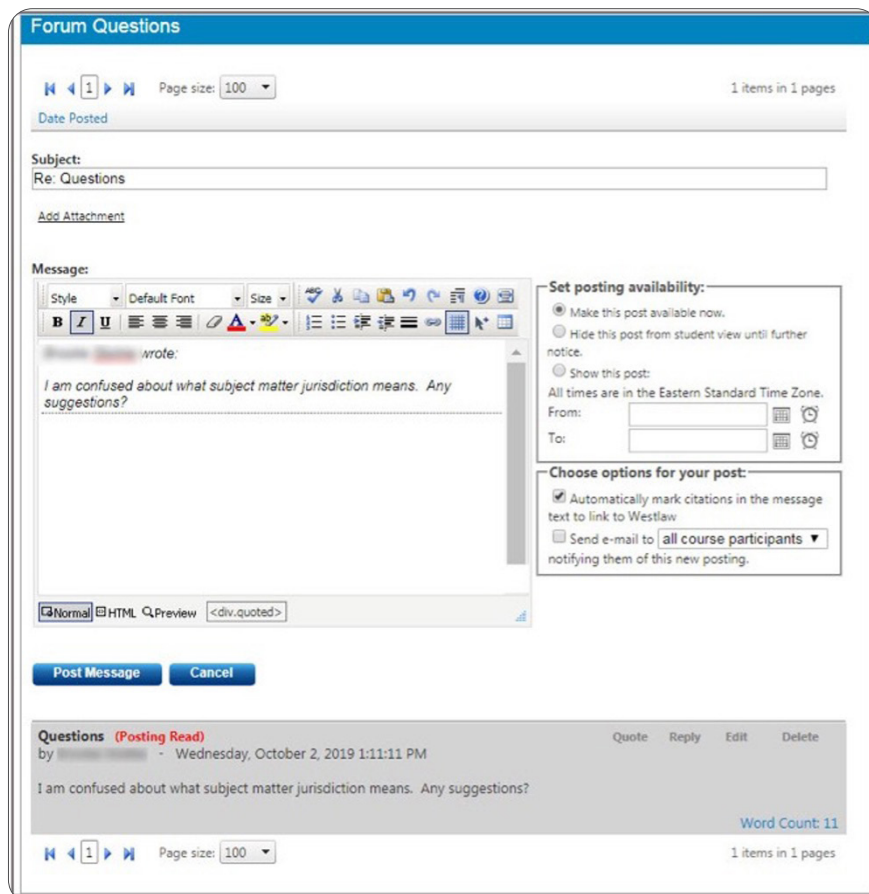 Forum Questions
1 Page size: 100 1 items in 1 pages
Date Posted
Subject:
Re: Questions
Add Attachment
Message:
Style Default Font Size ABC
B I U A ab
wrote:
I am confused about what subject matter jurisdiction means. Any
suggestions?
Normal HTML Preview <div.quoted>
Set posting availability:
Make this post available now.
Hide this post from student view until further
notice.
Show this post:
All times are in the Eastern Standard Time Zone.
From:
To:
Choose options for your post:
Automatically mark citations in the message
text to link to Westlaw
Send e-mail to all course participants
notifying them of this new posting.
Post Message Cancel
Questions (Posting Read) Quote Reply Edit Delete
by - Wednesday, October 2, 2019 1:11:11 PM
I am confused about what subject matter jurisdiction means. Any suggestions?
Word Count: 11
1 Page size: 100 1 items in 1 pages